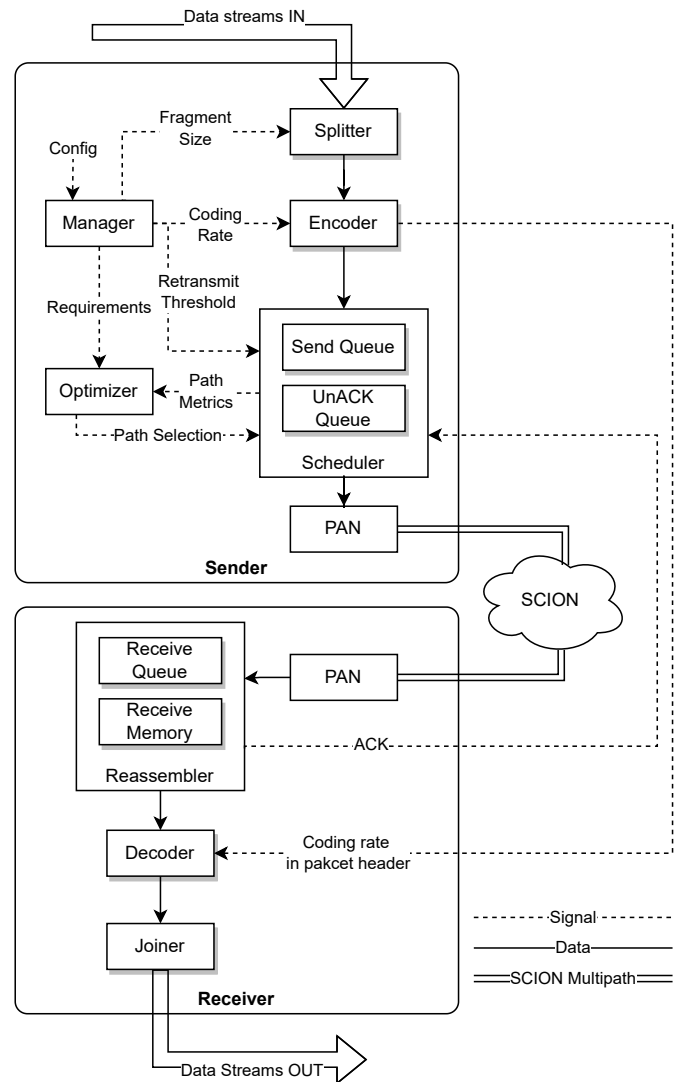 Data streams IN
Fragment
Size
Splitter
Config
Manager
Coding
Rate
Encoder
Retransmit
Threshold
Requirements
Send Queue
Optimizer
Path
Metrics
UnACK
Queue
Path Selection
Scheduler
PAN
Sender
SCION
Receive
Queue
PAN
Receive
Memory
ACK
Reassembler
Decoder
Coding rate
in pakcet header
Joiner
Signal
Data
SCION Multipath
Receiver
Data Streams OUT